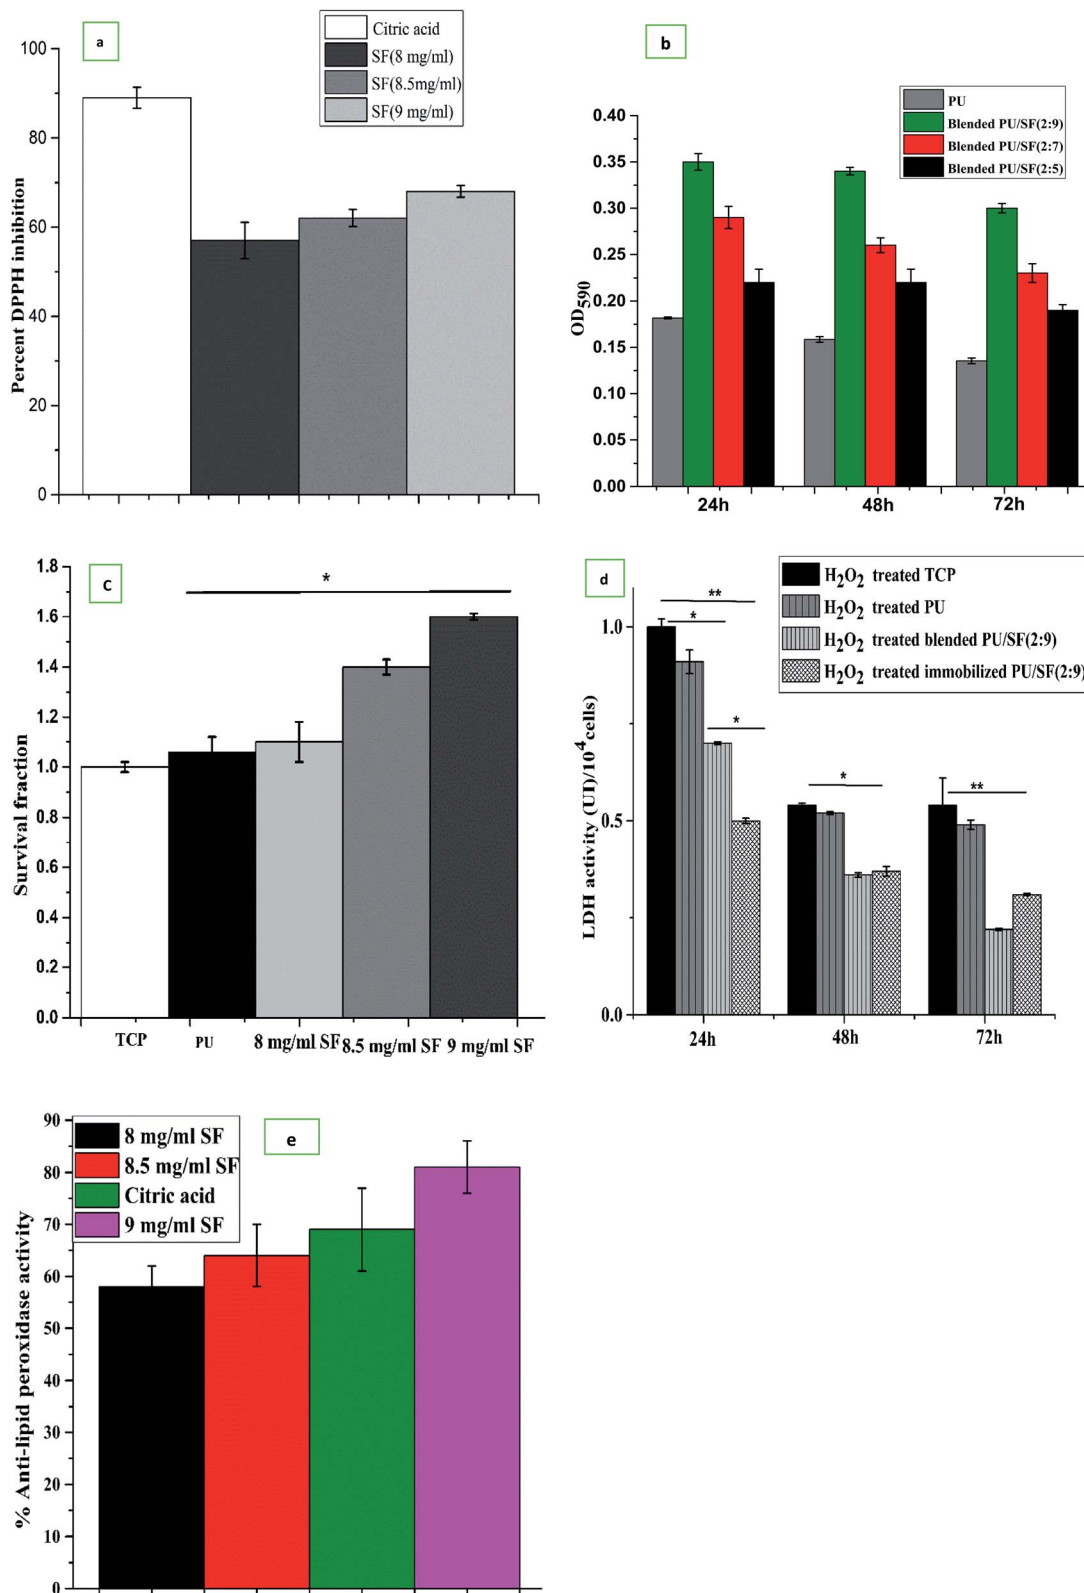 a
Citric acid
SF(8 mg/ml)
SF(8.5mg/ml)
SF(9 mg/ml)
Percent DPPH inhibition
100
80
60
40
20
0
b
PU
Blended PU/SF(2:9)
Blended PU/SF(2:7)
Blended PU/SF(2:5)
OD590
0.40
0.35
0.30
0.25
0.20
0.15
0.10
0.05
0.00
24h 48h 72h
c
*
Survival fraction
1.8
1.6
1.4
1.2
1.0
0.8
0.6
0.4
0.2
0.0
TCP PU 8 mg/ml SF 8.5 mg/ml SF 9 mg/ml SF
d
H2O2 treated TCP
H2O2 treated PU
H2O2 treated blended PU/SF(2:9)
H2O2 treated immobilized PU/SF(2:9)
**
*
*
*
**
LDH activity (UI)/10^4 cells)
1.0
0.5
0.0
24h 48h 72h
e
8 mg/ml SF
8.5 mg/ml SF
Citric acid
9 mg/ml SF
% Anti-lipid peroxidase activity
90
80
70
60
50
40
30
20
10
0